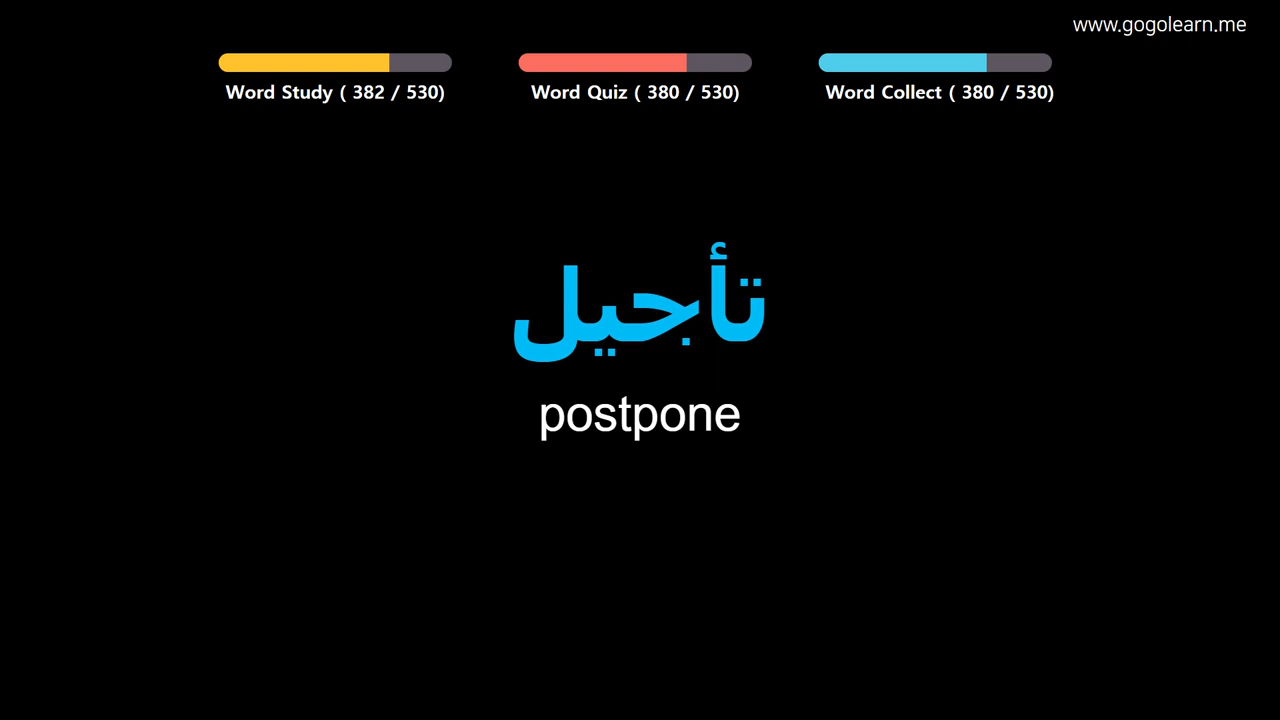 www.gogolearn.me
Word Study ( 382 / 530)
Word Quiz ( 380 / 530)
Word Collect ( 380 / 530)
تأجيل
postpone